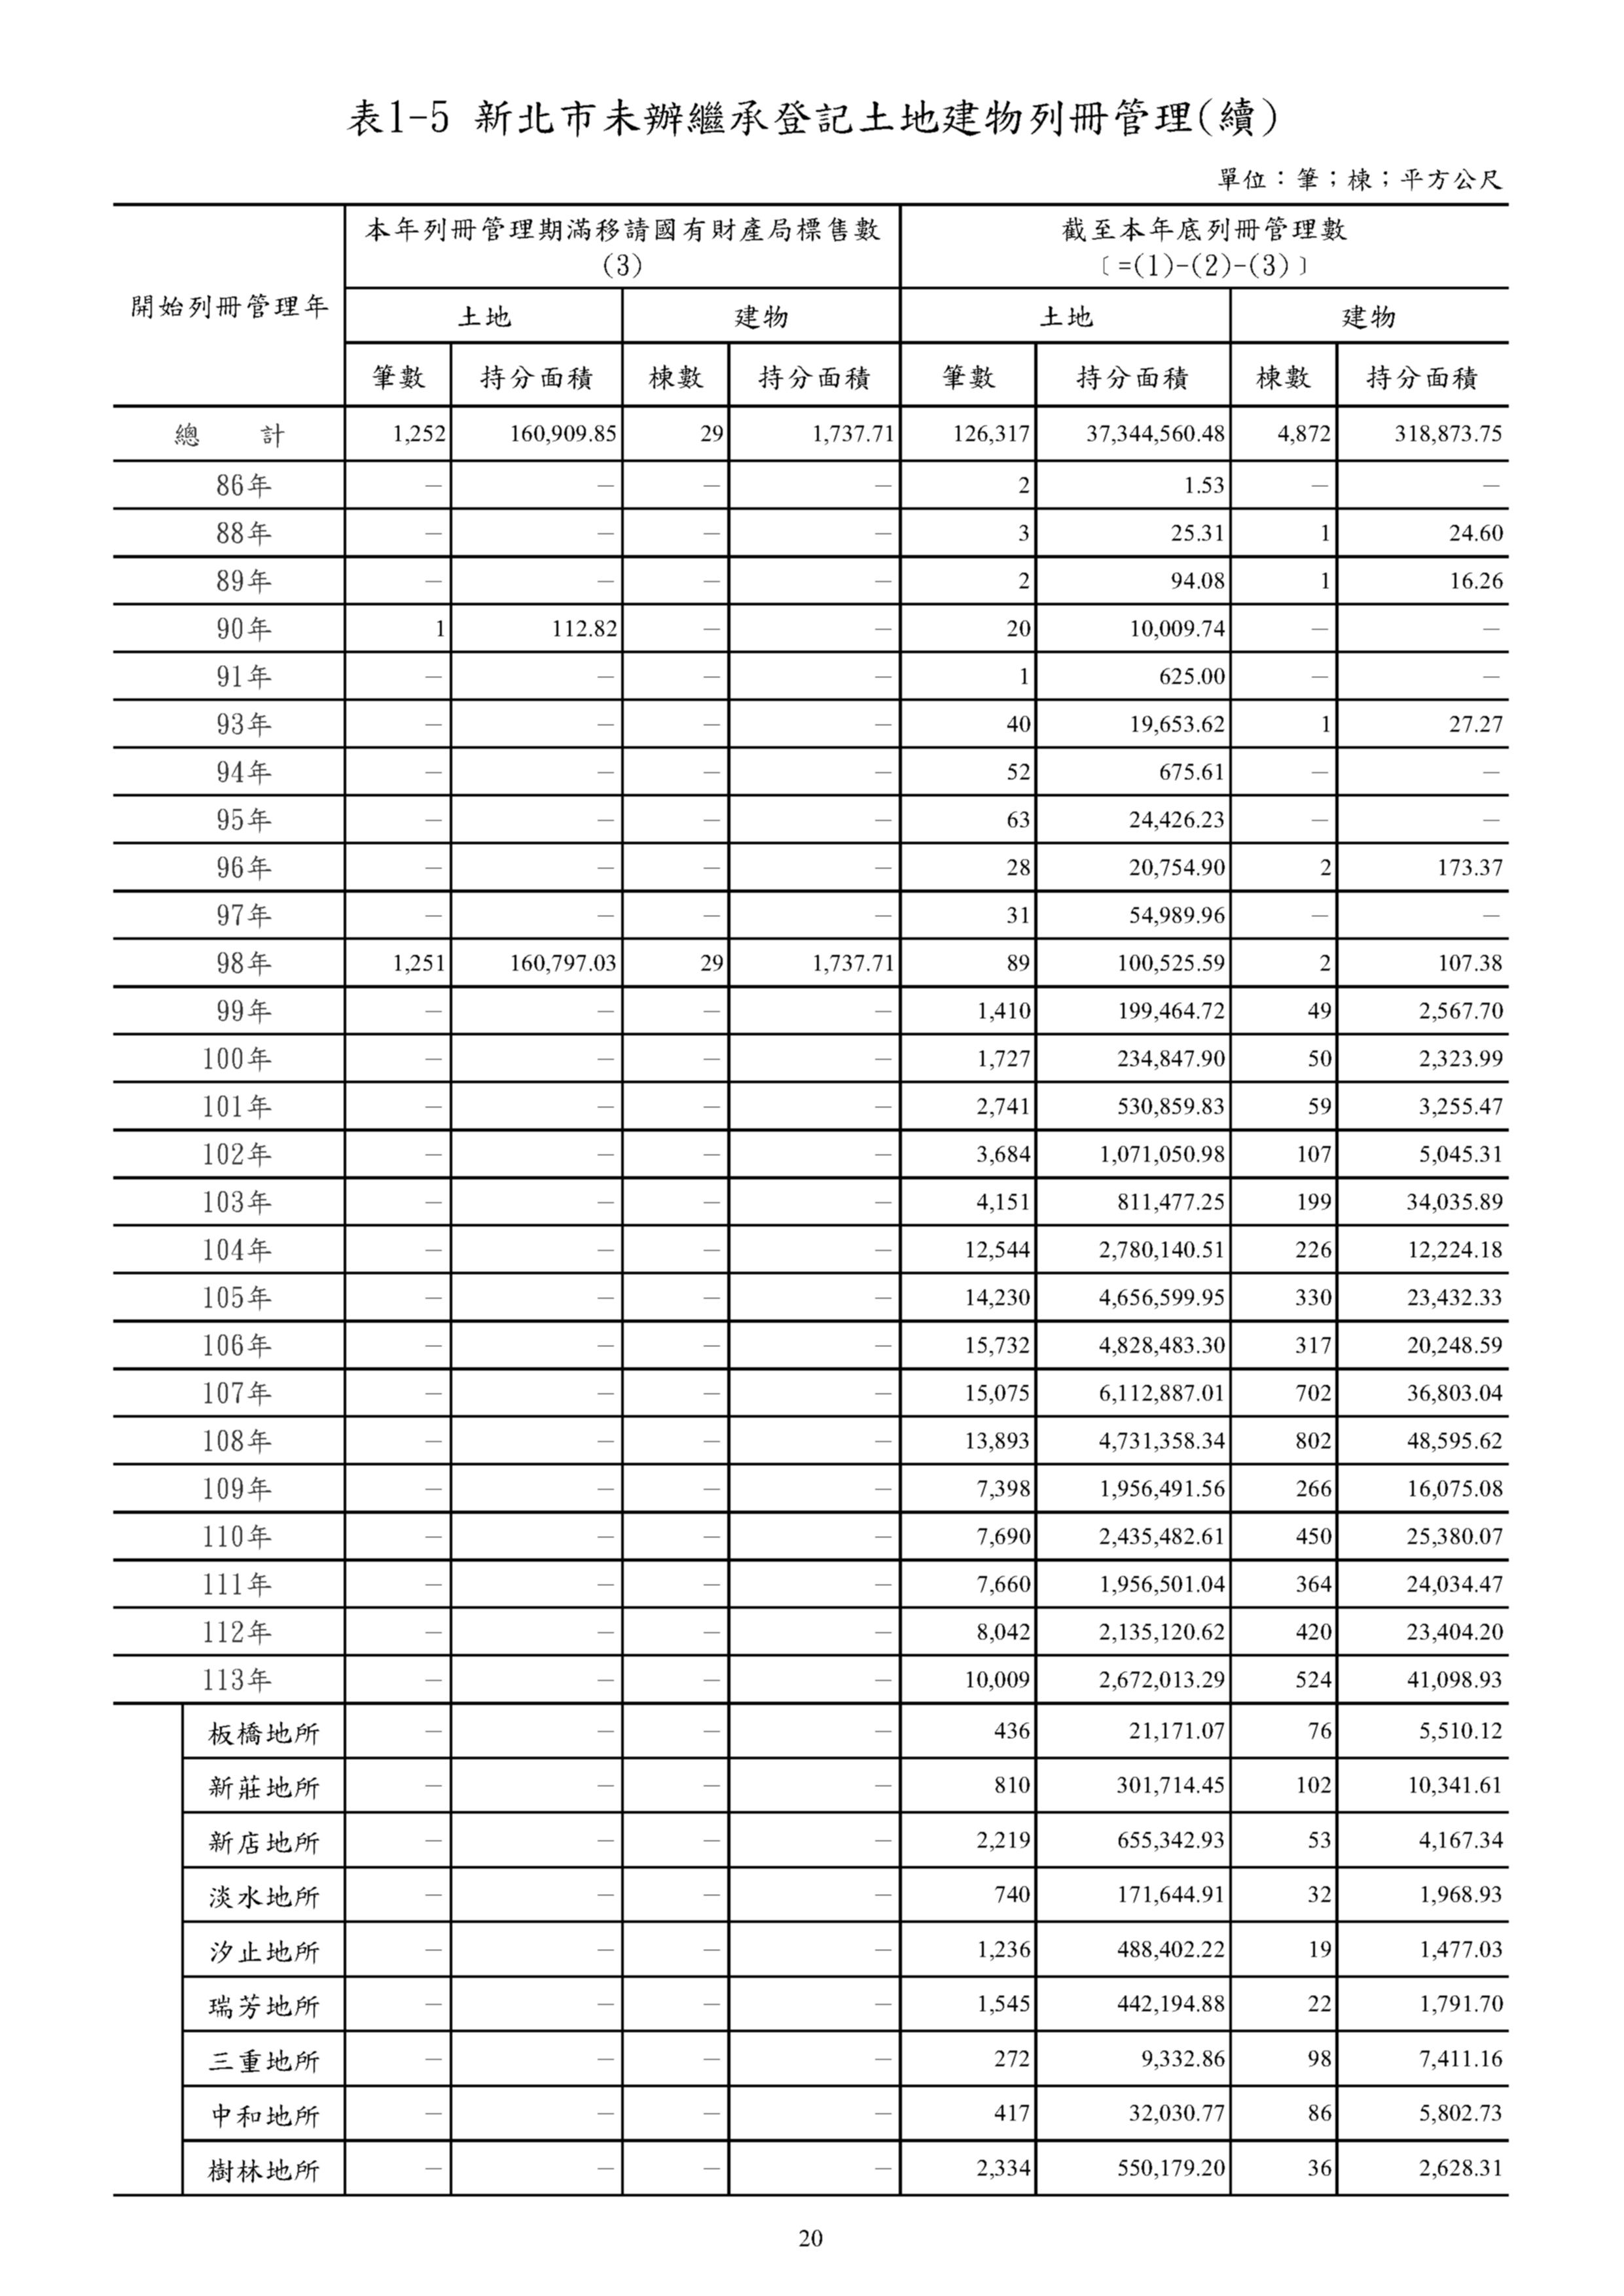 表1-5 新北市未辦繼承登記土地建物列冊管理(續)
單位：筆；棟；平方公尺
開始列冊管理年 本年列冊管理期滿移請國有財產局標售數 (3) 截至本年底列冊管理數 〔=(1)-(2)-(3)〕
土地 建物 土地 建物
筆數 持分面積 棟數 持分面積 筆數 持分面積 棟數 持分面積
總 計 1,252 160,909.85 29 1,737.71 126,317 37,344,560.48 4,872 318,873.75
86年 — — — — 2 1.53 — —
88年 — — — — 3 25.31 1 24.60
89年 — — — — 2 94.08 1 16.26
90年 1 112.82 — — 20 10,009.74 — —
91年 — — — — 1 625.00 — —
93年 — — — — 40 19,653.62 1 27.27
94年 — — — — 52 675.61 — —
95年 — — — — 63 24,426.23 — —
96年 — — — — 28 20,754.90 2 173.37
97年 — — — — 31 54,989.96 — —
98年 1,251 160,797.03 29 1,737.71 89 100,525.59 2 107.38
99年 — — — — 1,410 199,464.72 49 2,567.70
100年 — — — — 1,727 234,847.90 50 2,323.99
101年 — — — — 2,741 530,859.83 59 3,255.47
102年 — — — — 3,684 1,071,050.98 107 5,045.31
103年 — — — — 4,151 811,477.25 199 34,035.89
104年 — — — — 12,544 2,780,140.51 226 12,224.18
105年 — — — — 14,230 4,656,599.95 330 23,432.33
106年 — — — — 15,732 4,828,483.30 317 20,248.59
107年 — — — — 15,075 6,112,887.01 702 36,803.04
108年 — — — — 13,893 4,731,358.34 802 48,595.62
109年 — — — — 7,398 1,956,491.56 266 16,075.08
110年 — — — — 7,690 2,435,482.61 450 25,380.07
111年 — — — — 7,660 1,956,501.04 364 24,034.47
112年 — — — — 8,042 2,135,120.62 420 23,404.20
113年 — — — — 10,009 2,672,013.29 524 41,098.93
板橋地所 — — — — 436 21,171.07 76 5,510.12
新莊地所 — — — — 810 301,714.45 102 10,341.61
新店地所 — — — — 2,219 655,342.93 53 4,167.34
淡水地所 — — — — 740 171,644.91 32 1,968.93
汐止地所 — — — — 1,236 488,402.22 19 1,477.03
瑞芳地所 — — — — 1,545 442,194.88 22 1,791.70
三重地所 — — — — 272 9,332.86 98 7,411.16
中和地所 — — — — 417 32,030.77 86 5,802.73
樹林地所 — — — — 2,334 550,179.20 36 2,628.31
20